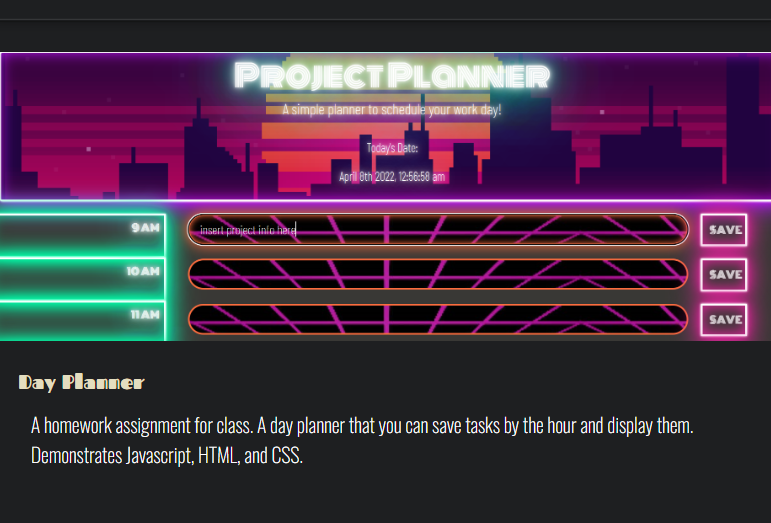 ProjectPlanner
A simple planner to schedule your work day!
Today's Date:
April 8th 2022, 12:56:58 am
9AM
insert project info here
SAVE
10AM
SAVE
11AM
SAVE
Day Planner
A homework assignment for class. A day planner that you can save tasks by the hour and display them.
Demonstrates Javascript, HTML, and CSS.